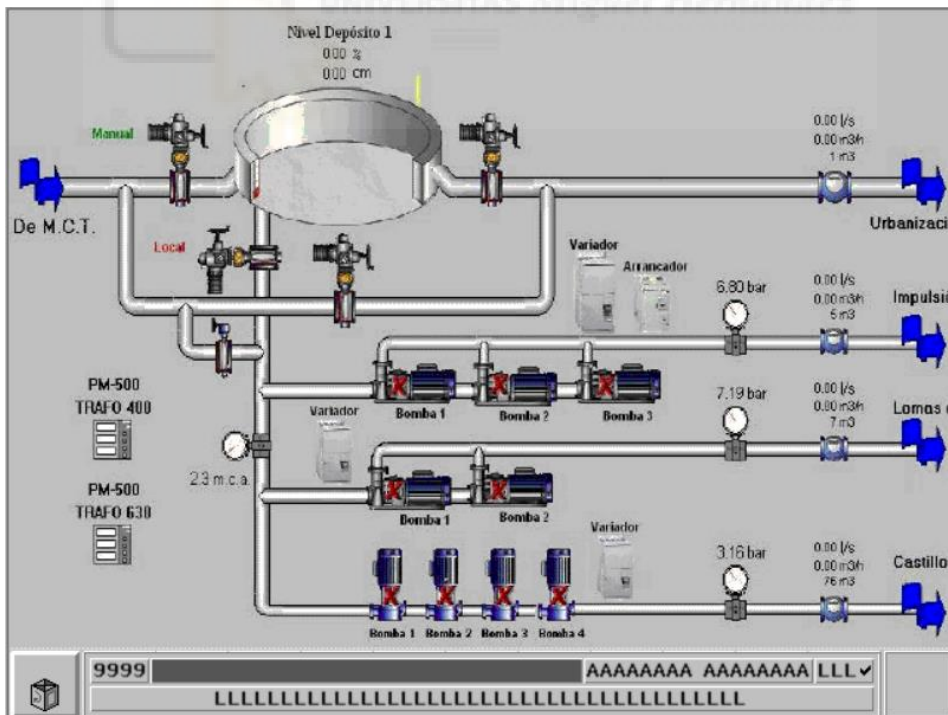 Nivel Depósito 1
0.00 %
0.00 cm
Manual
De M.C.T.
Local
0.00 l/s
0.00 m3/h
1 m3
Urbanizaci
Variador
Arrancador
6.80 bar
0.00 l/s
0.00 m3/h
5 m3
Impulsi
Bomba 1
Bomba 2
Bomba 3
PM-500
TRAFO 400
Variador
7.19 bar
0.00 l/s
0.00 m3/h
7 m3
Lomas
2.3 m.c.a.
Bomba 1
Bomba 2
PM-500
TRAFO 630
Variador
3.16 bar
0.00 l/s
0.00 m3/h
76 m3
Castillo
Bomba 1 Bomba 2 Bomba 3 Bomba 4
9999 AAAAAAAA AAAAAAAA LLL
LLLLLLLLLLLLLLLLLLLLLLLLLLLLLLLLLLLLLLLL